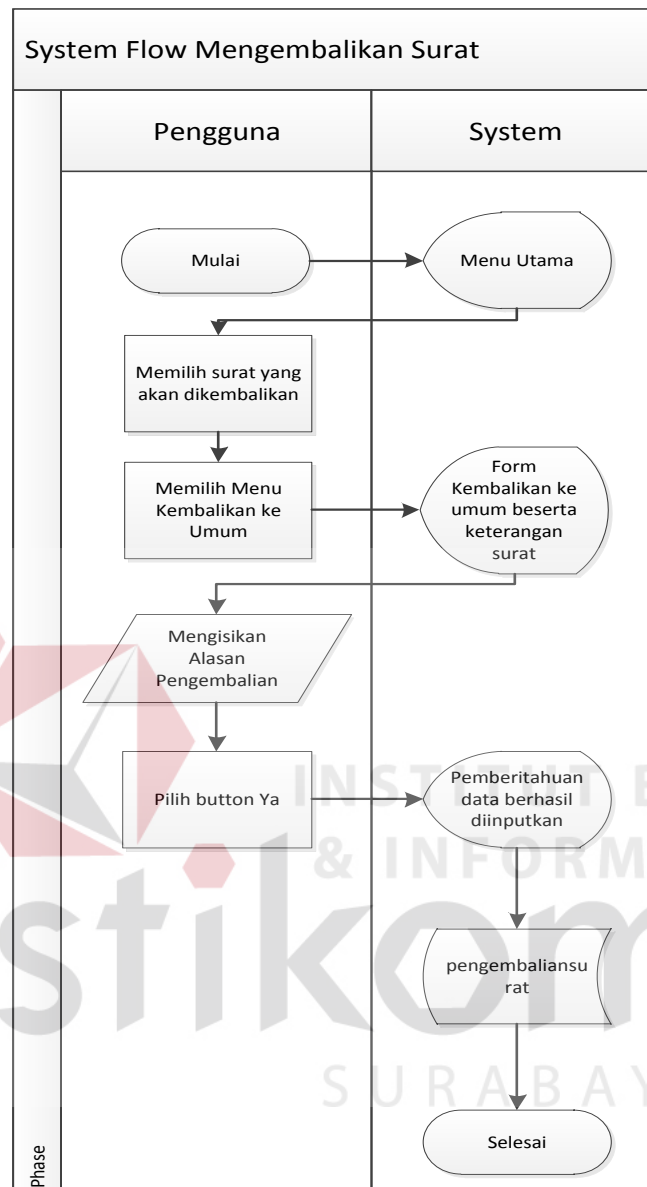 System Flow Mengembalikan Surat
Pengguna
System
Mulai
Menu Utama
Memilih surat yang
akan dikembalikan
Memilih Menu
Kembalikan ke
Umum
Form
Kembalikan ke
umum beserta
keterangan
surat
Mengisikan
Alasan
Pengembalian
Pilih button Ya
Pemberitahuan
data berhasil
diinputkan
pengembaliansu
rat
Selesai
Phase
INSTITUT B
& INFORM
stikom
SURABAY